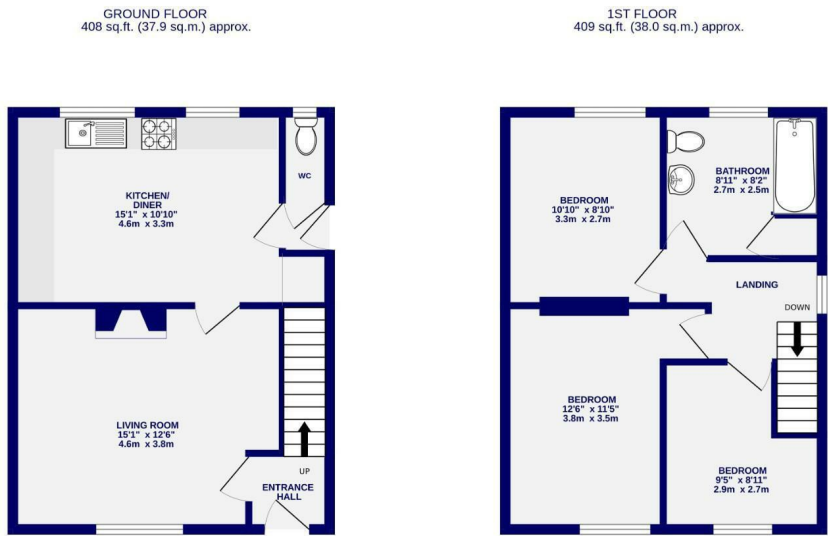 GROUND FLOOR
408 sq.ft. (37.9 sq.m.) approx.
KITCHEN/
DINER
15'1" x 10'10"
4.6m x 3.3m
WC
LIVING ROOM
15'1" x 12'6"
4.6m x 3.8m
UP
ENTRANCE
HALL
1ST FLOOR
409 sq.ft. (38.0 sq.m.) approx.
BEDROOM
10'10" x 8'10"
3.3m x 2.7m
BATHROOM
8'11" x 8'2"
2.7m x 2.5m
LANDING
DOWN
BEDROOM
12'6" x 11'5"
3.8m x 3.5m
BEDROOM
9'5" x 8'11"
2.9m x 2.7m